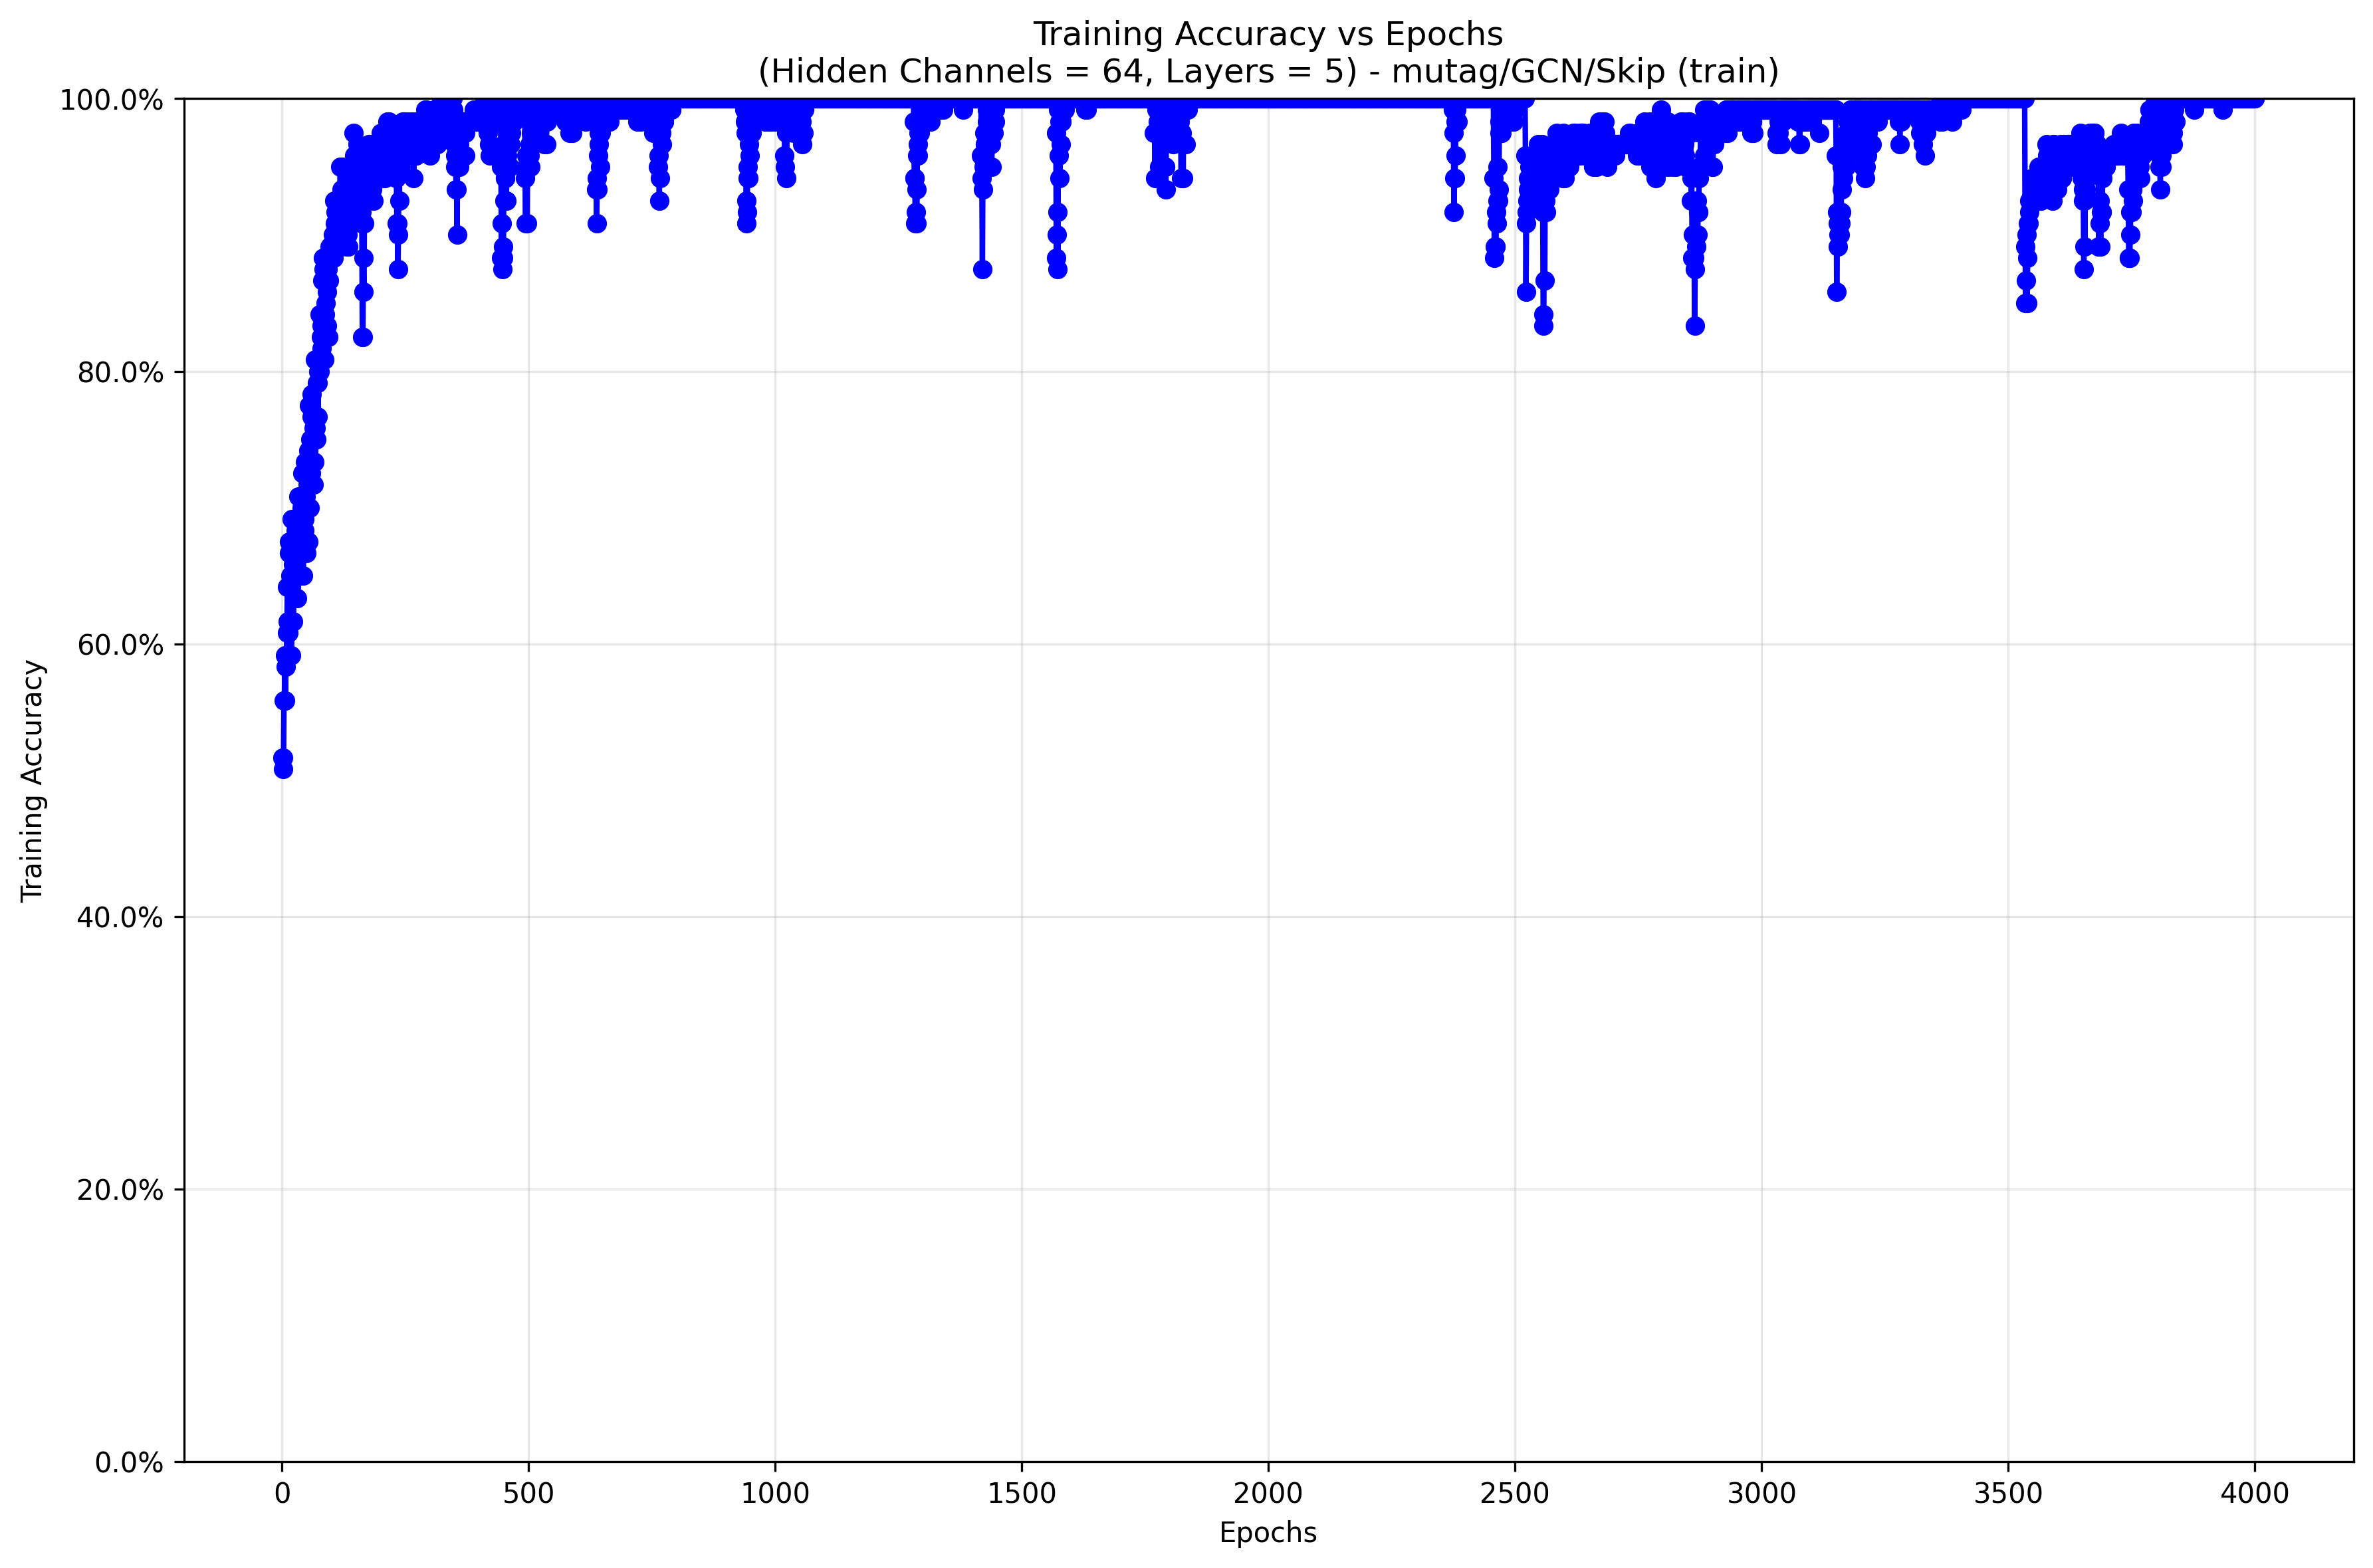 Training Accuracy vs Epochs
(Hidden Channels = 64, Layers = 5) - mutag/GCN/Skip (train)
100.0%
80.0%
60.0%
40.0%
20.0%
0.0%
Training Accuracy
0 500 1000 1500 2000 2500 3000 3500 4000
Epochs